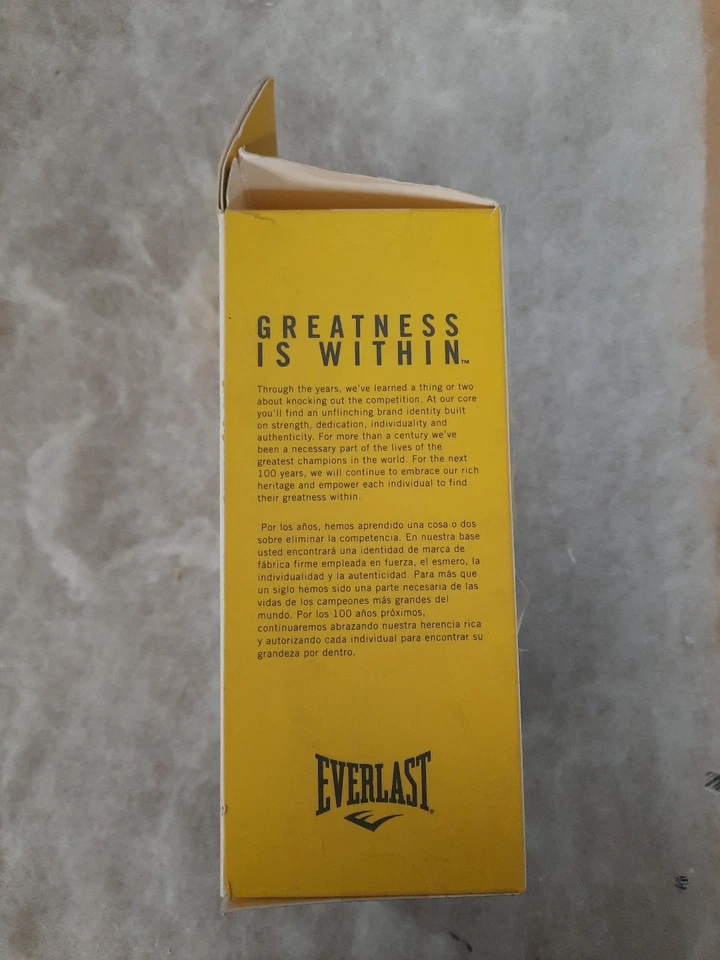 GREATNESS
IS WITHIN™
Through the years, we've learned a thing or two
about knocking out the competition. At our core
you'll find an unflinching brand identity built
on strength, dedication, individuality and
authenticity. For more than a century we've
been a necessary part of the lives of the
greatest champions in the world. For the next
100 years, we will continue to embrace our rich
heritage and empower each individual to find
their greatness within.
Por los años, hemos aprendido una cosa o dos
sobre eliminar la competencia. En nuestra base
usted encontrará una identidad de marca de
fábrica firme empleada en fuerza, el esmero, la
individualidad y la autenticidad. Para más que
un siglo hemos sido una parte necesaria de las
vidas de los campeones más grandes del
mundo. Por los 100 años próximos,
continuaremos abrazando nuestra herencia rica
y autorizando cada individual para encontrar su
grandeza por dentro.
EVERLAST®